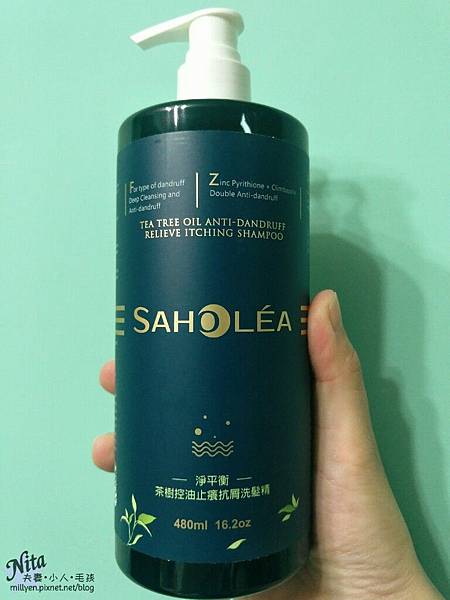 For type of dandruff
Deep Cleansing and
Anti-dandruff
Zinc Pyrithione + Climbazole
Double Anti-dandruff
TEA TREE OIL ANTI-DANDRUFF
RELIEVE ITCHING SHAMPOO
SAHOLÉA
淨平衡
茶樹控油止癢抗屑洗髮精
480ml 16.2oz
Nita
夫妻•小人•毛孩
millyen.pixnet.net/blog